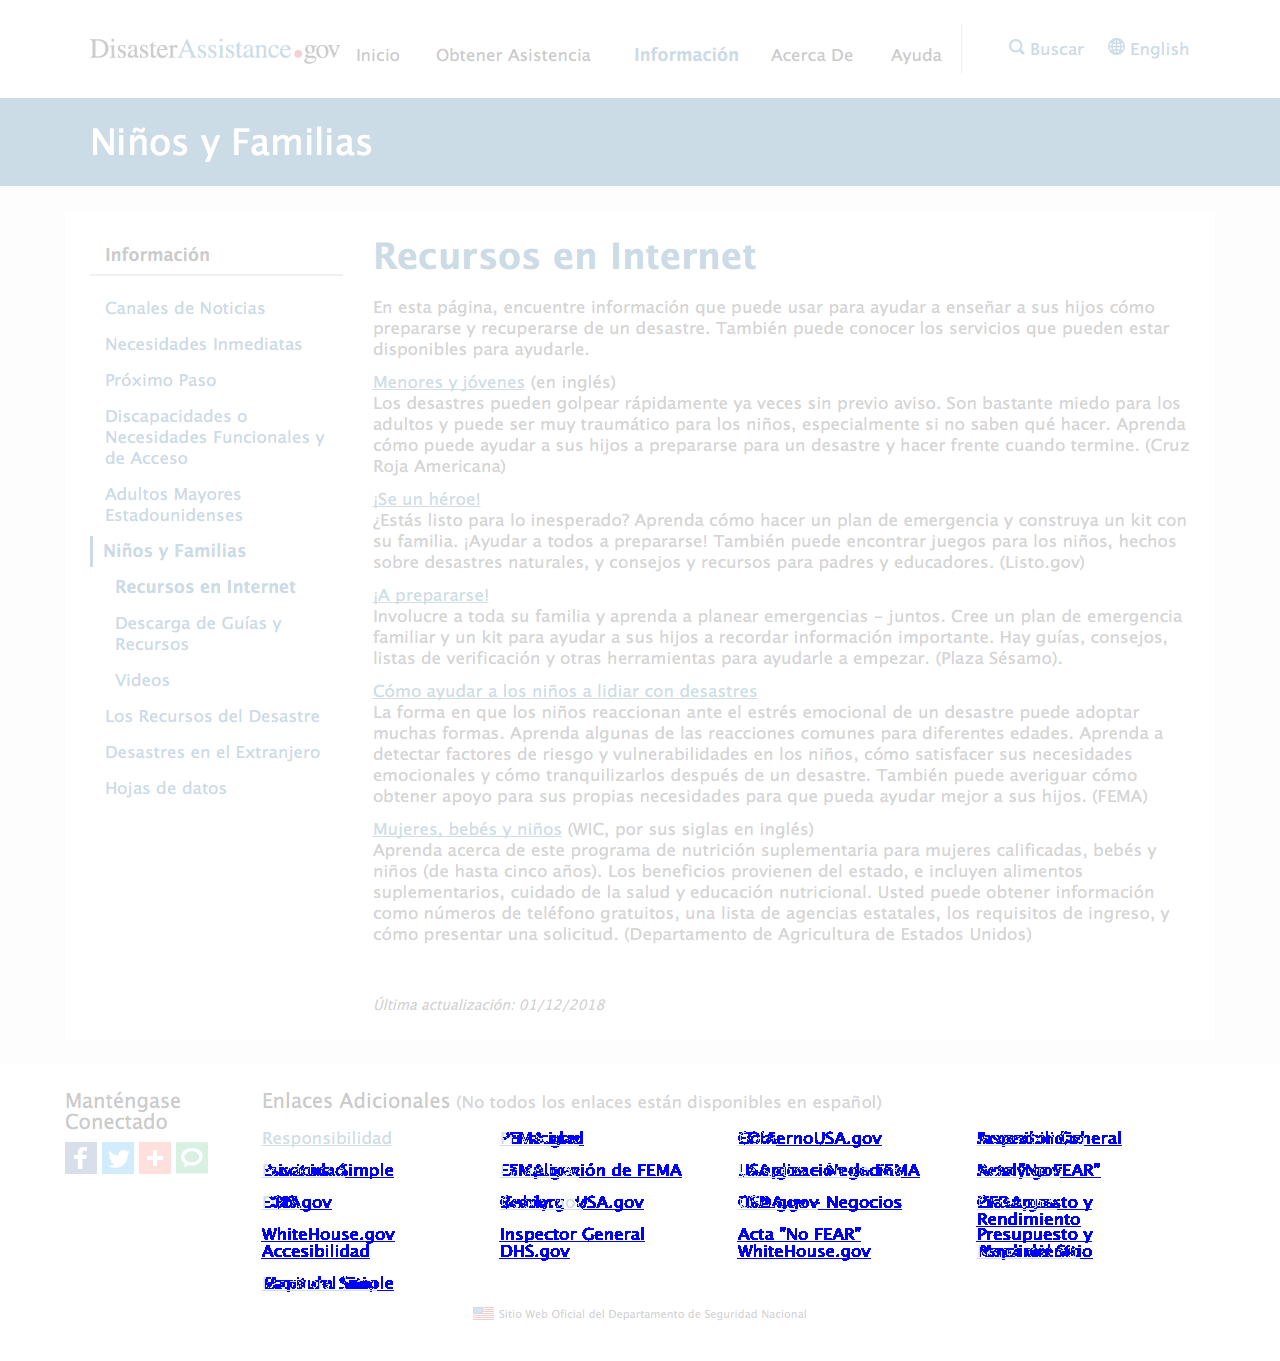 DisasterAssistance.gov
Inicio Obtener Asistencia Información Acerca De Ayuda Buscar English
Niños y Familias
Información
Canales de Noticias
Necesidades Inmediatas
Próximo Paso
Discapacidades o
Necesidades Funcionales y
de Acceso
Adultos Mayores
Estadounidenses
Niños y Familias
Recursos en Internet
Descarga de Guías y
Recursos
Videos
Los Recursos del Desastre
Desastres en el Extranjero
Hojas de datos
Recursos en Internet
En esta página, encuentre información que puede usar para ayudar a enseñar a sus hijos cómo
prepararse y recuperarse de un desastre. También puede conocer los servicios que pueden estar
disponibles para ayudarle.
Menores y jóvenes (en inglés)
Los desastres pueden golpear rápidamente ya veces sin previo aviso. Son bastante miedo para los
adultos y puede ser muy traumático para los niños, especialmente si no saben qué hacer. Aprenda
cómo puede ayudar a sus hijos a prepararse para un desastre y hacer frente cuando termine. (Cruz
Roja Americana)
¡Se un héroe!
¿Estás listo para lo inesperado? Aprenda cómo hacer un plan de emergencia y construya un kit con
su familia. ¡Ayudar a todos a prepararse! También puede encontrar juegos para los niños, hechos
sobre desastres naturales, y consejos y recursos para padres y educadores. (Listo.gov)
¡A prepararse!
Involucre a toda su familia y aprenda a planear emergencias – juntos. Cree un plan de emergencia
familiar y un kit para ayudar a sus hijos a recordar información importante. Hay guías, consejos,
listas de verificación y otras herramientas para ayudarle a empezar. (Plaza Sésamo).
Cómo ayudar a los niños a lidiar con desastres
La forma en que los niños reaccionan ante el estrés emocional de un desastre puede adoptar
muchas formas. Aprenda algunas de las reacciones comunes para diferentes edades. Aprenda a
detectar factores de riesgo y vulnerabilidades en los niños, cómo satisfacer sus necesidades
emocionales y cómo tranquilizarlos después de un desastre. También puede averiguar cómo
obtener apoyo para sus propias necesidades para que pueda ayudar mejor a sus hijos. (FEMA)
Mujeres, bebés y niños (WIC, por sus siglas en inglés)
Aprenda acerca de este programa de nutrición suplementaria para mujeres calificadas, bebés y
niños (de hasta cinco años). Los beneficios provienen del estado, e incluyen alimentos
suplementarios, cuidado de la salud y educación nutricional. Usted puede obtener información
como números de teléfono gratuitos, una lista de agencias estatales, los requisitos de ingreso, y
cómo presentar una solicitud. (Departamento de Agricultura de Estados Unidos)
Última actualización: 01/12/2018
Manténgase
Conectado
Enlaces Adicionales (No todos los enlaces están disponibles en español)
Responsibilidad
de FEMA
Negocios
Rendimiento
WhiteHouse.gov Inspector General Acta "No FEAR" Presupuesto y
Accesibilidad DHS.gov WhiteHouse.gov
Sitio Web Oficial del Departamento de Seguridad Nacional